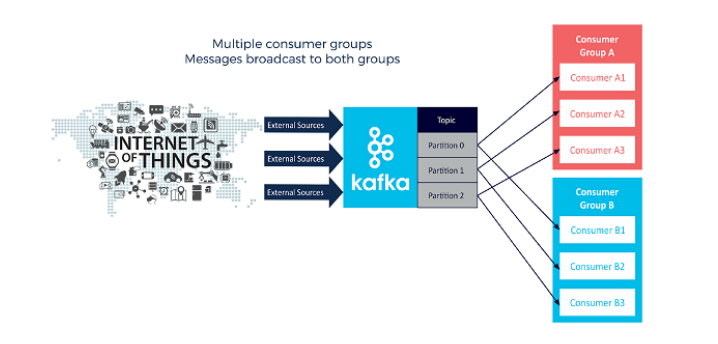 Multiple consumer groups
Messages broadcast to both groups
INTERNET
OF THINGS
External Sources
External Sources
External Sources
kafka
Topic
Partition 0
Partition 1
Partition 2
Consumer
Group A
Consumer A1
Consumer A2
Consumer A3
Consumer
Group B
Consumer B1
Consumer B2
Consumer B3